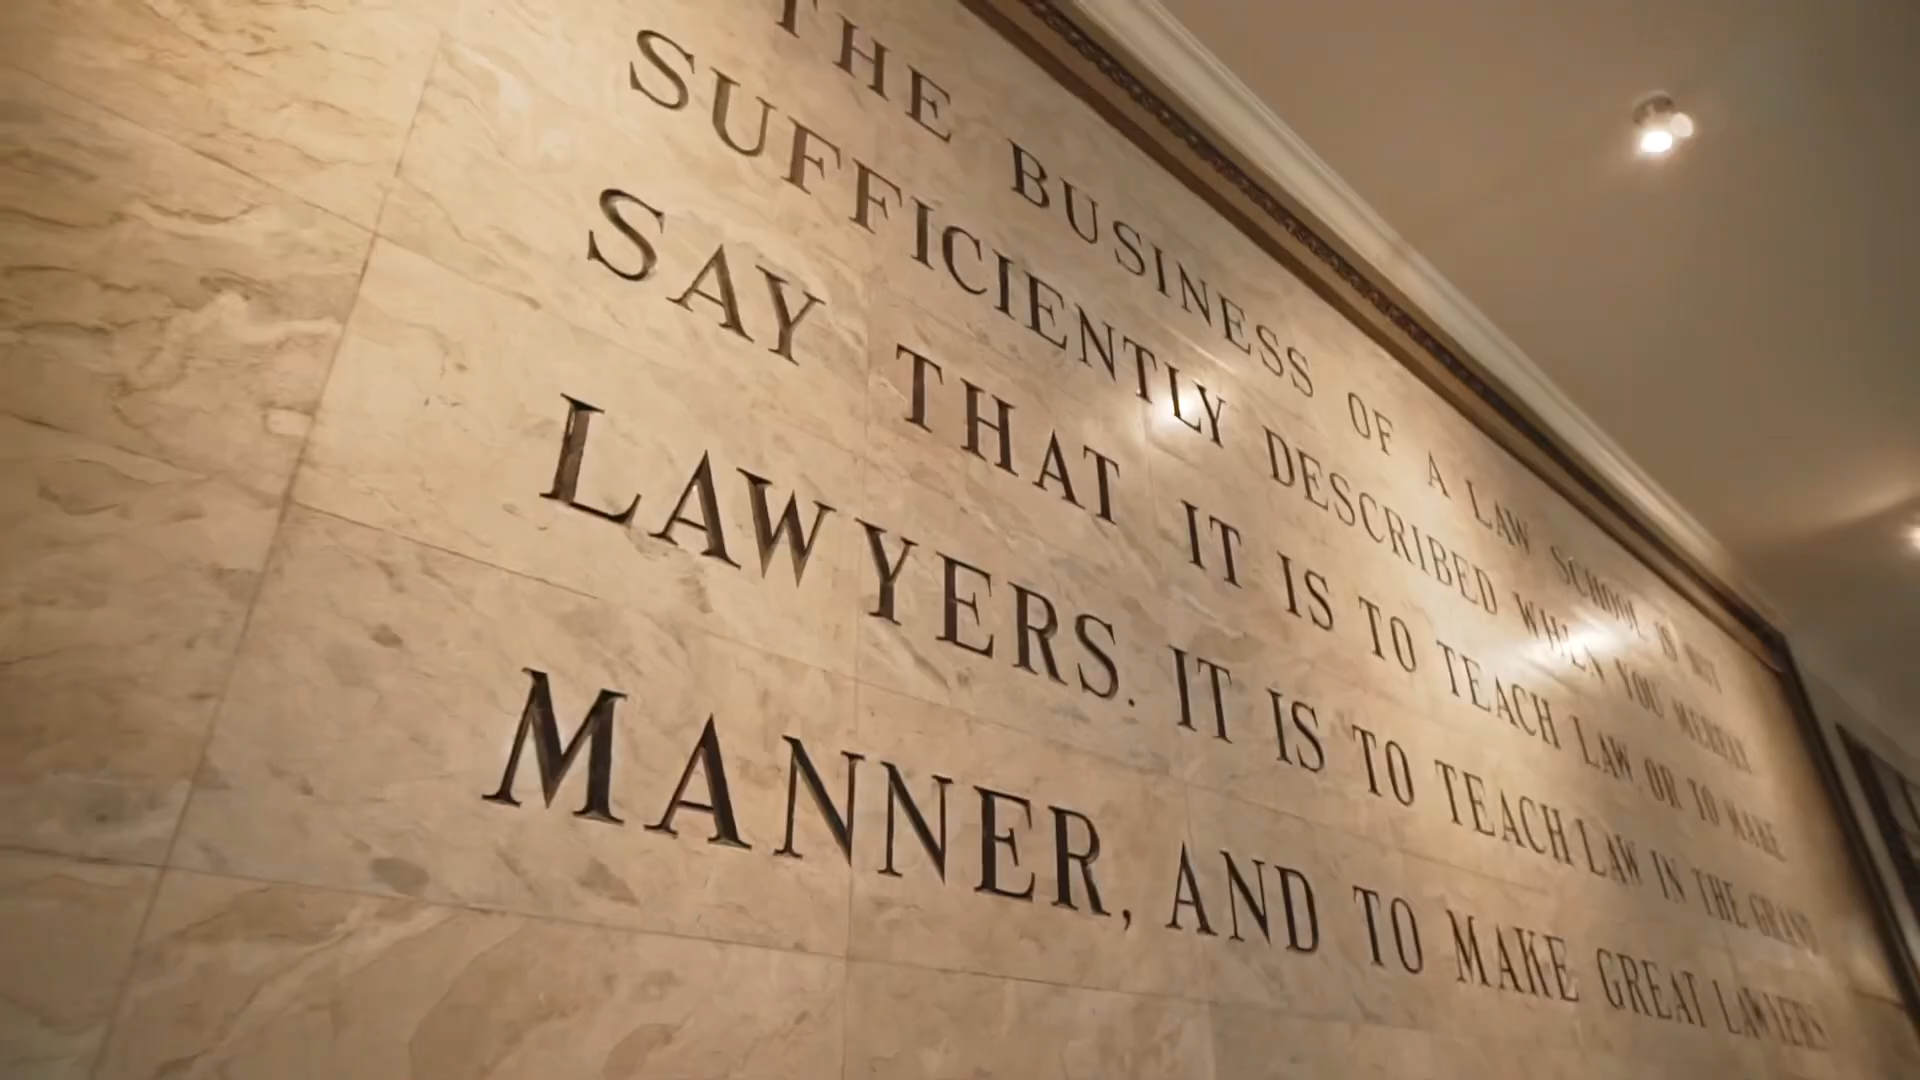 THE BUSINESS OF A LAW SCHOOL IS NOT
SUFFICIENTLY DESCRIBED WHEN YOU MERELY
SAY THAT IT IS TO TEACH LAW OR TO MAKE
LAWYERS. IT IS TO TEACH LAW IN THE GRAND
MANNER, AND TO MAKE GREAT LAWYERS